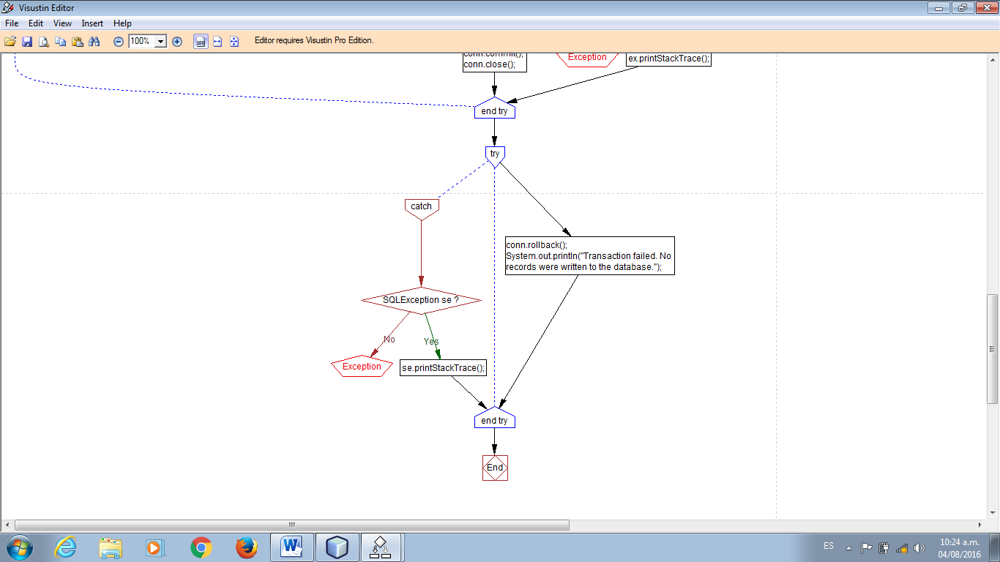 Visustin Editor
File Edit View Insert Help
100% 100 Editor requires Visustin Pro Edition.
conn.commit();
conn.close();
Exception
ex.printStackTrace();
end try
try
catch
conn.rollback();
System.out.println("Transaction failed. No
records were written to the database.");
SQLException se ?
No
Yes
Exception
se.printStackTrace();
end try
End
W
ES
10:24 a.m.
04/08/2016